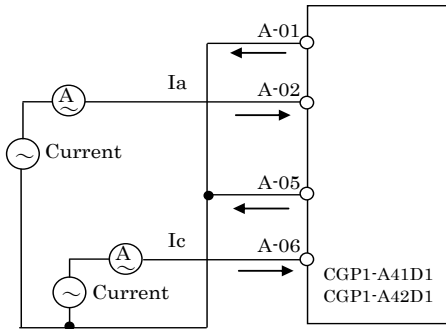 A-01
Ia
A-02
A
Current
A-05
Ic
A-06
A
Current
CGP1-A41D1
CGP1-A42D1